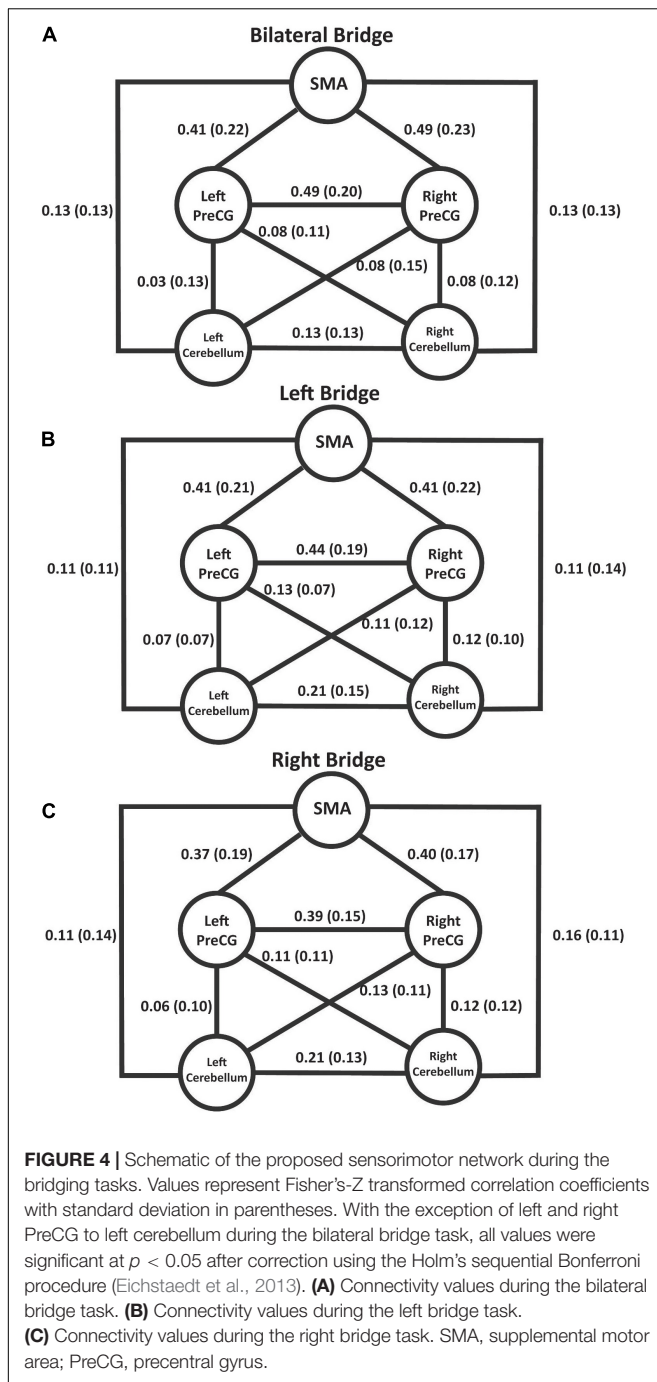 A
Bilateral Bridge
SMA
0.41 (0.22)
0.49 (0.23)
Left
PreCG
0.49 (0.20)
Right
PreCG
0.13 (0.13)
0.08 (0.11)
0.13 (0.13)
0.03 (0.13)
0.08 (0.15)
0.08 (0.12)
Left
Cerebellum
0.13 (0.13)
Right
Cerebellum
Left Bridge
B
SMA
0.41 (0.21)
0.41 (0.22)
Left
PreCG
0.44 (0.19)
Right
PreCG
0.11 (0.11)
0.13 (0.07)
0.11 (0.14)
0.07 (0.07)
0.11 (0.12)
0.12 (0.10)
Left
Cerebellum
0.21 (0.15)
Right
Cerebellum
Right Bridge
C
SMA
0.37 (0.19)
0.40 (0.17)
Left
PreCG
0.39 (0.15)
Right
PreCG
0.11 (0.14)
0.11 (0.11)
0.16 (0.11)
0.06 (0.10)
0.13 (0.11)
0.12 (0.12)
Left
Cerebellum
0.21 (0.13)
Right
Cerebellum
FIGURE 4 | Schematic of the proposed sensorimotor network during the
bridging tasks. Values represent Fisher's-Z transformed correlation coefficients
with standard deviation in parentheses. With the exception of left and right
PreCG to left cerebellum during the bilateral bridge task, all values were
significant at p < 0.05 after correction using the Holm's sequential Bonferroni
procedure (Eichstaedt et al., 2013). (A) Connectivity values during the bilateral
bridge task. (B) Connectivity values during the left bridge task.
(C) Connectivity values during the right bridge task. SMA, supplemental motor
area; PreCG, precentral gyrus.